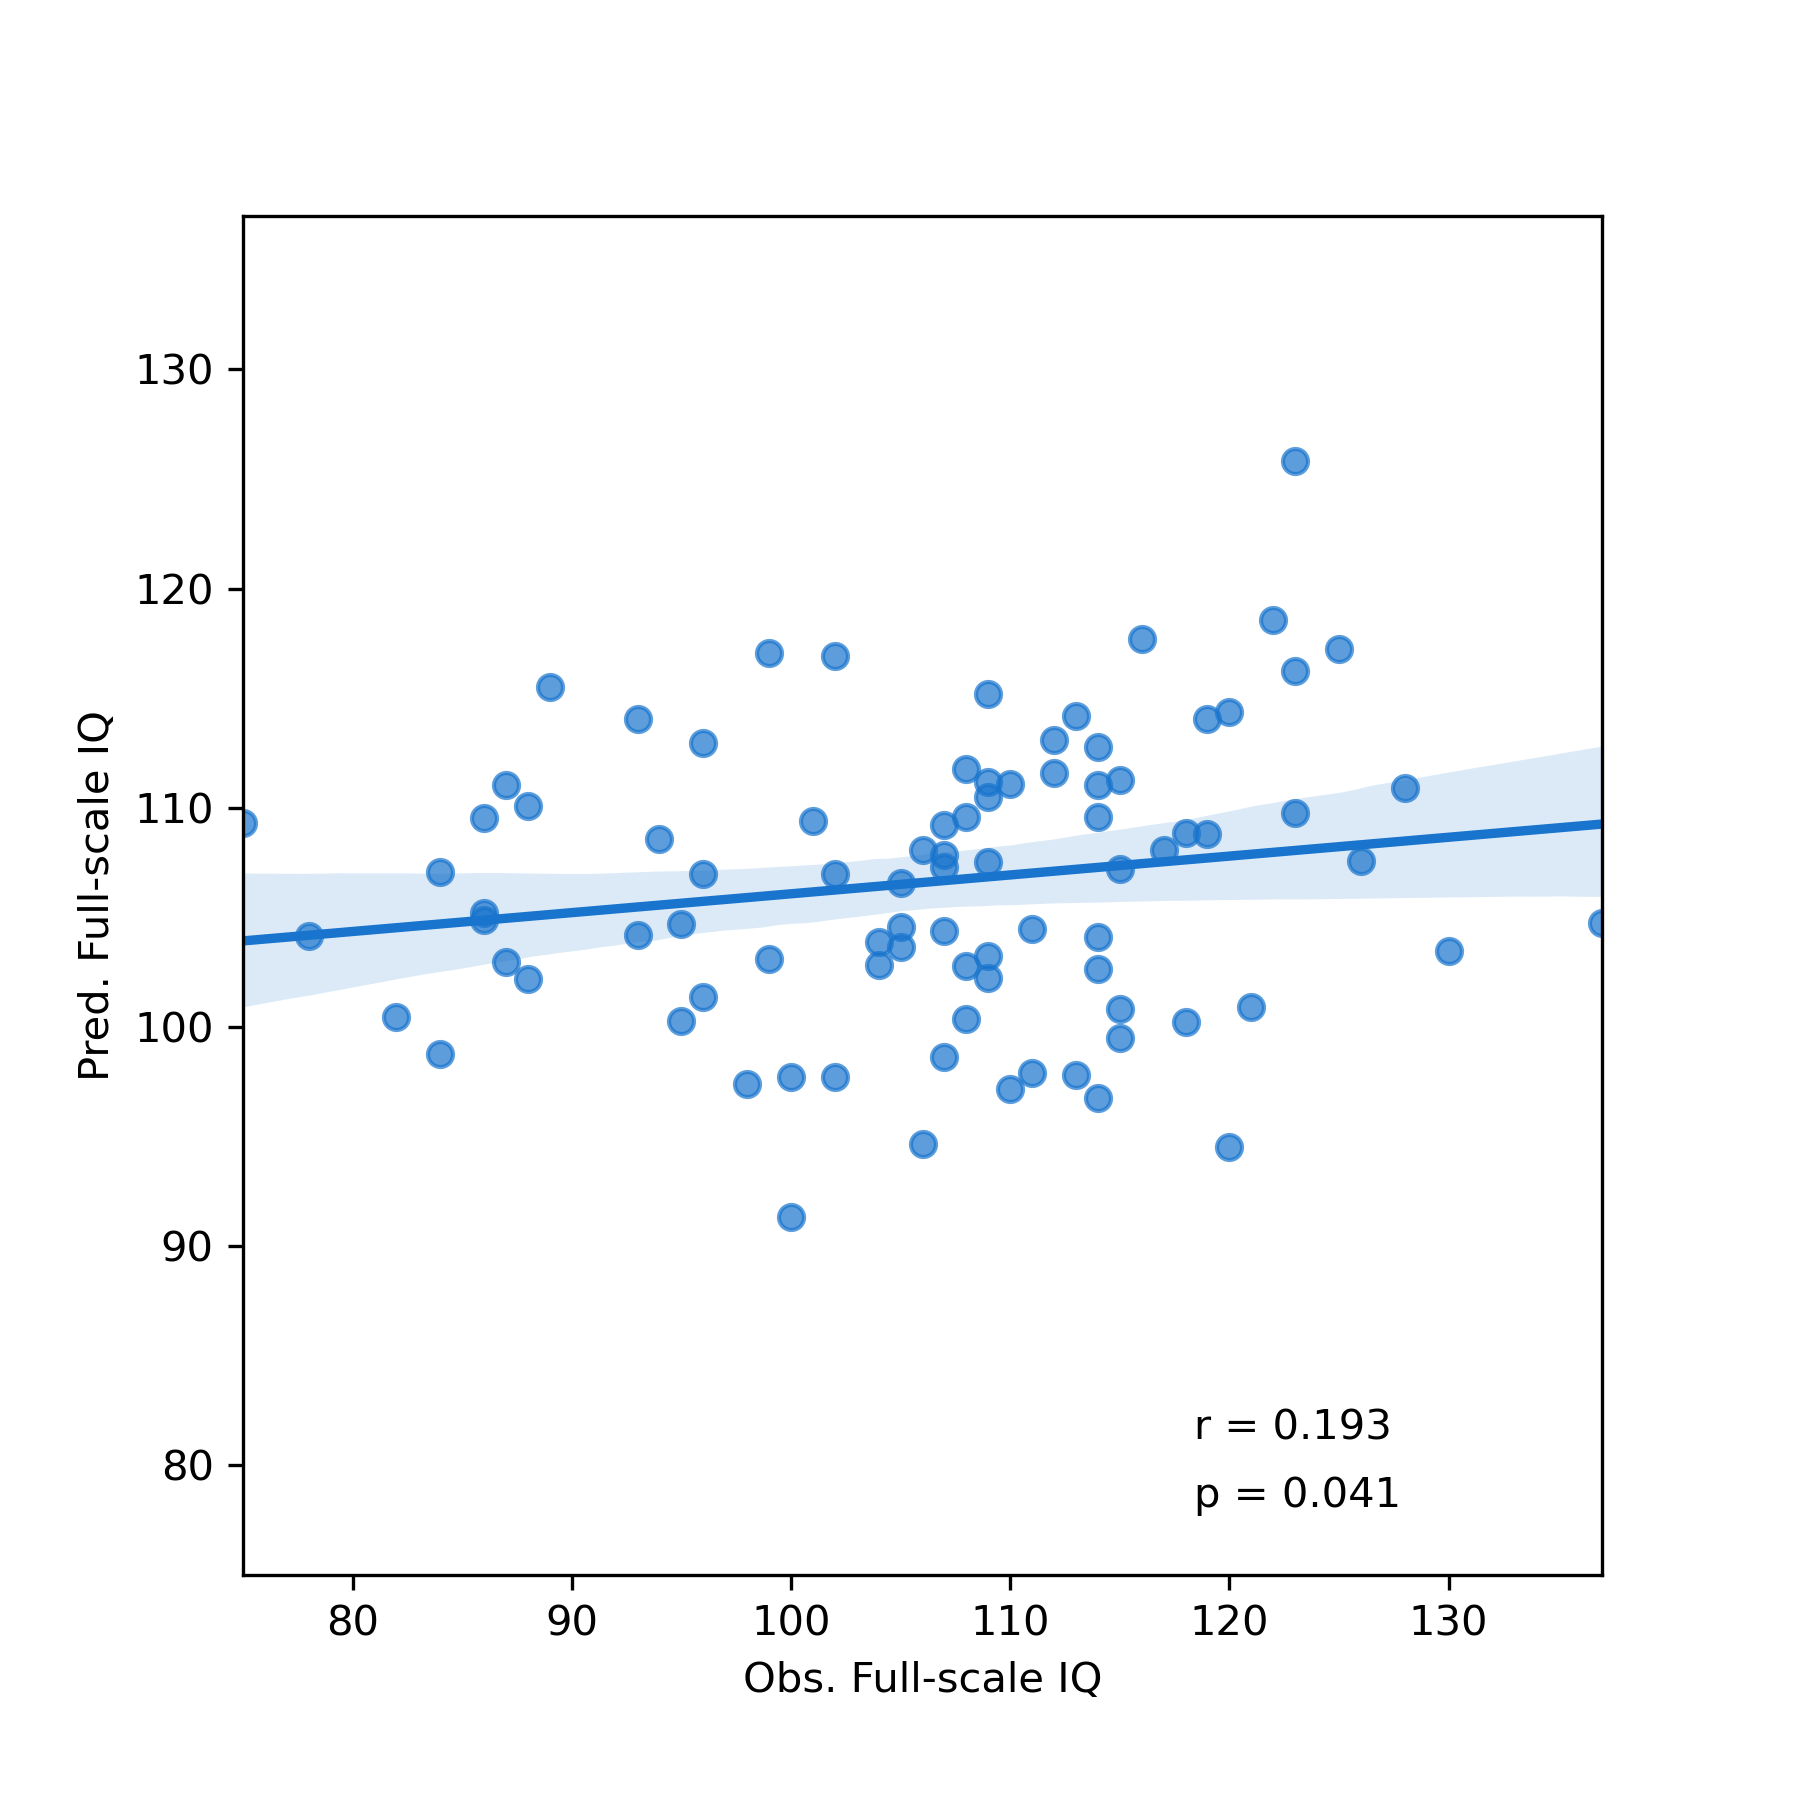 130
120
110
100
90
80
Pred. Full-scale IQ
r = 0.193
p = 0.041
80 90 100 110 120 130
Obs. Full-scale IQ